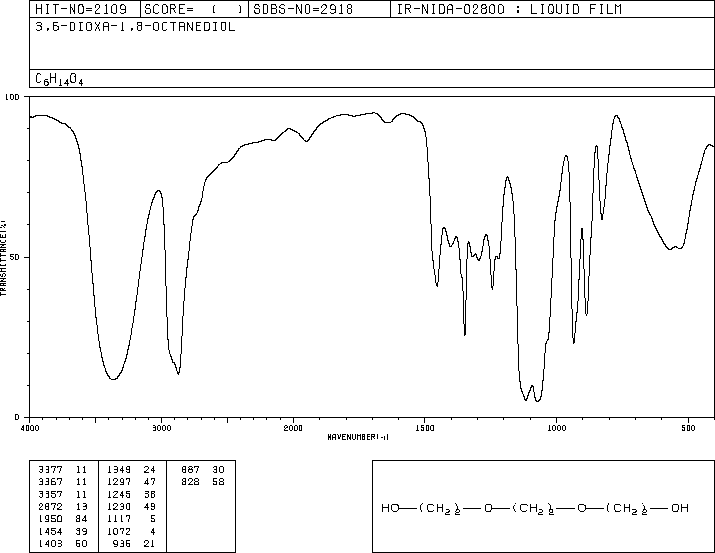 HIT-NO=2109 SCORE= ( ) SDBS-NO=2918 IR-NIDA-02800 : LIQUID FILM
3,6-DIOXA-1,8-OCTANEDIOL
C6H14O4
100
50
0
TRANSMITTANCE(%)
4000 3000 2000 1500 1000 500
WAVENUMBER(-1)
3377 11 1349 24 887 30
3367 11 1297 47 828 58
3357 11 1245 38
2872 13 1230 49
1950 84 1117 5
1454 39 1072 4
1403 60 936 21
HO—(CH2)2—O—(CH2)2—O—(CH2)2—OH